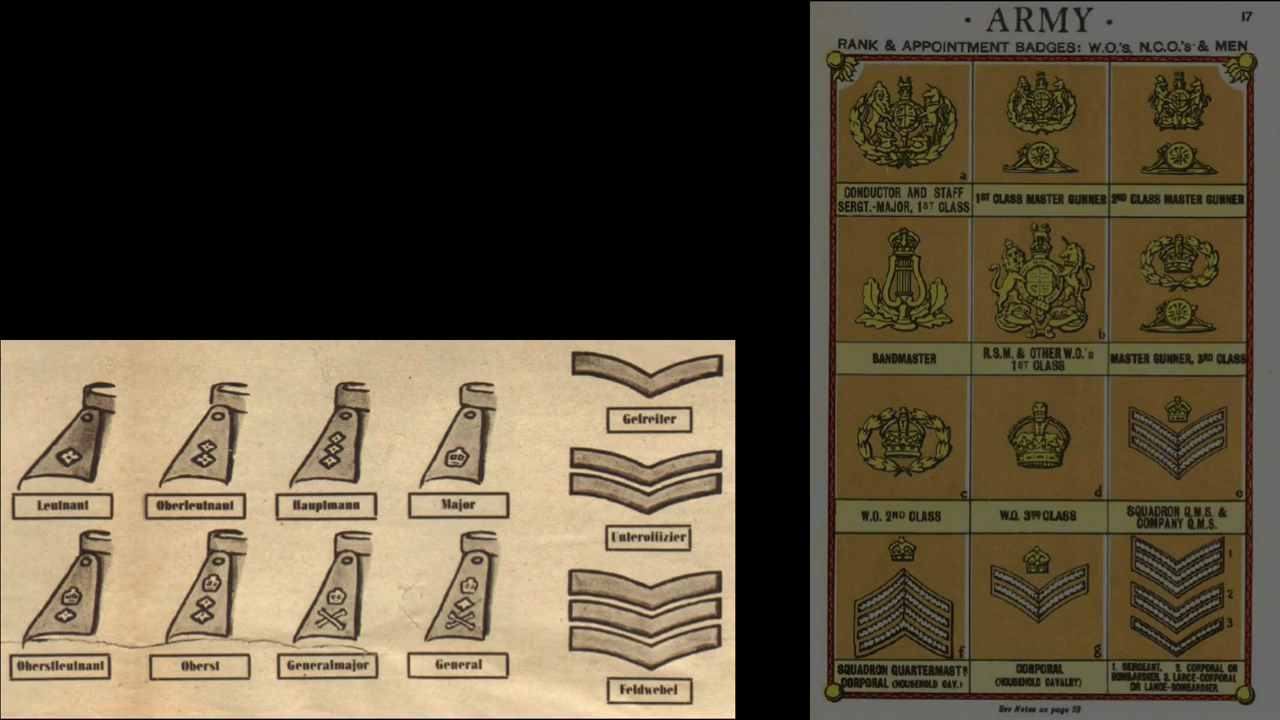 Leutnant
Oberleutnant
Hauptmann
Major
Oberstleutnant
Oberst
Generalmajor
General
Gefreiter
Unteroffizier
Feldwebel
· ARMY ·
17
RANK & APPOINTMENT BADGES: W.O.'s, N.C.O.'s & MEN
a
CONDUCTOR AND STAFF
SERGT.-MAJOR, 1ST CLASS
1ST CLASS MASTER GUNNER
2ND CLASS MASTER GUNNER
BANDMASTER
b
R.S.M. & OTHER W.O.'s
1ST CLASS
MASTER GUNNER, 3RD CLASS
c
W.O. 2ND CLASS
d
W.O. 3RD CLASS
e
SQUADRON Q.M.S. &
COMPANY Q.M.S.
f
SQUADRON QUARTERMASTR
CORPORAL (HOUSEHOLD CAV.)
g
CORPORAL
(HOUSEHOLD CAVALRY)
1
2
3
1. SERGEANT. 2. CORPORAL OR
BOMBARDIER. 3. LANCE-CORPORAL
OR LANCE-BOMBARDIER.
See Notes on page 19